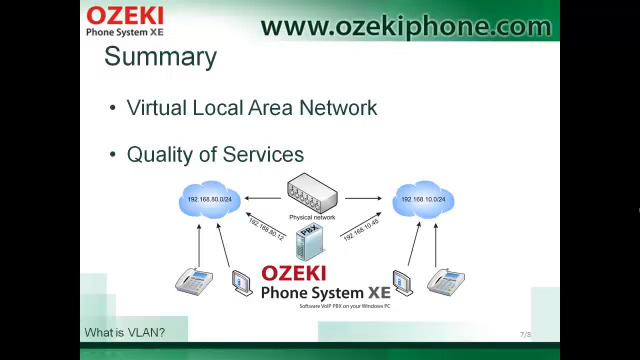 OZEKI
Phone System XE
www.ozekiphone.com
Summary
• Virtual Local Area Network
• Quality of Services
192.168.80.0/24
192.168.10.0/24
Physical network
PBX
192.168.80.12
192.168.10.45
OZEKI
Phone System XE
Software VoIP PBX on your Windows PC
What is VLAN?
7/8